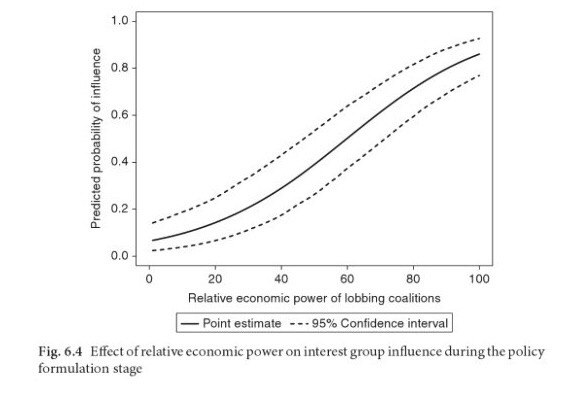 1.0
0.8
0.6
0.4
0.2
0.0
Predicted probability of influence
0 20 40 60 80 100
Relative economic power of lobbing coalitions
Point estimate 95% Confidence interval
Fig. 6.4 Effect of relative economic power on interest group influence during the policy
formulation stage